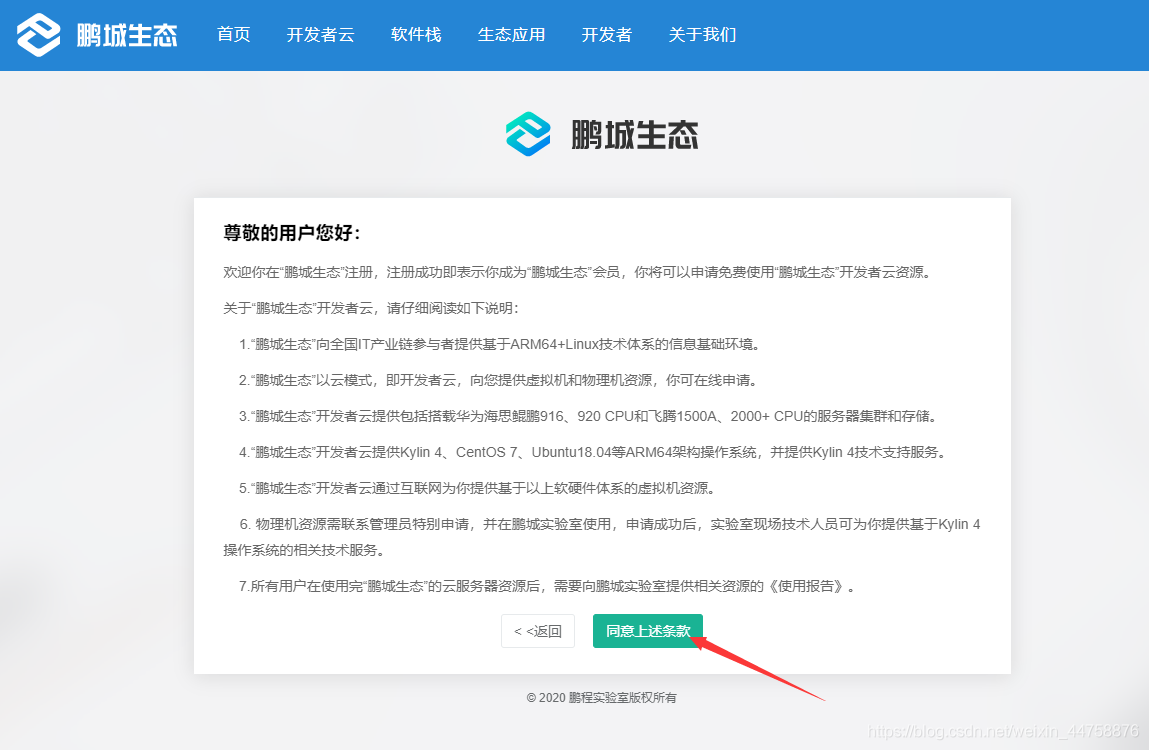 鹏城生态 首页 开发者云 软件栈 生态应用 开发者 关于我们
鹏城生态
尊敬的用户您好：
欢迎你在“鹏城生态”注册，注册成功即表示你成为“鹏城生态”会员，你将可以申请免费使用“鹏城生态”开发者云资源。
关于“鹏城生态”开发者云，请仔细阅读如下说明：
1.“鹏城生态”向全国IT产业链参与者提供基于ARM64+Linux技术体系的信息基础环境。
2.“鹏城生态”以云模式，即开发者云，向您提供虚拟机和物理机资源，你可在线申请。
3.“鹏城生态”开发者云提供包括搭载华为海思鲲鹏916、920 CPU和飞腾1500A、2000+ CPU的服务器集群和存储。
4.“鹏城生态”开发者云提供Kylin 4、CentOS 7、Ubuntu18.04等ARM64架构操作系统，并提供Kylin 4技术支持服务。
5.“鹏城生态”开发者云通过互联网为你提供基于以上软硬件体系的虚拟机资源。
6. 物理机资源需联系管理员特别申请，并在鹏城实验室使用，申请成功后，实验室现场技术人员可为你提供基于Kylin 4
操作系统的相关技术服务。
7.所有用户在使用完“鹏城生态”的云服务器资源后，需要向鹏城实验室提供相关资源的《使用报告》。
< <返回 同意上述条款
© 2020 鹏程实验室版权所有
https://blog.csdn.net/weixin_44758876